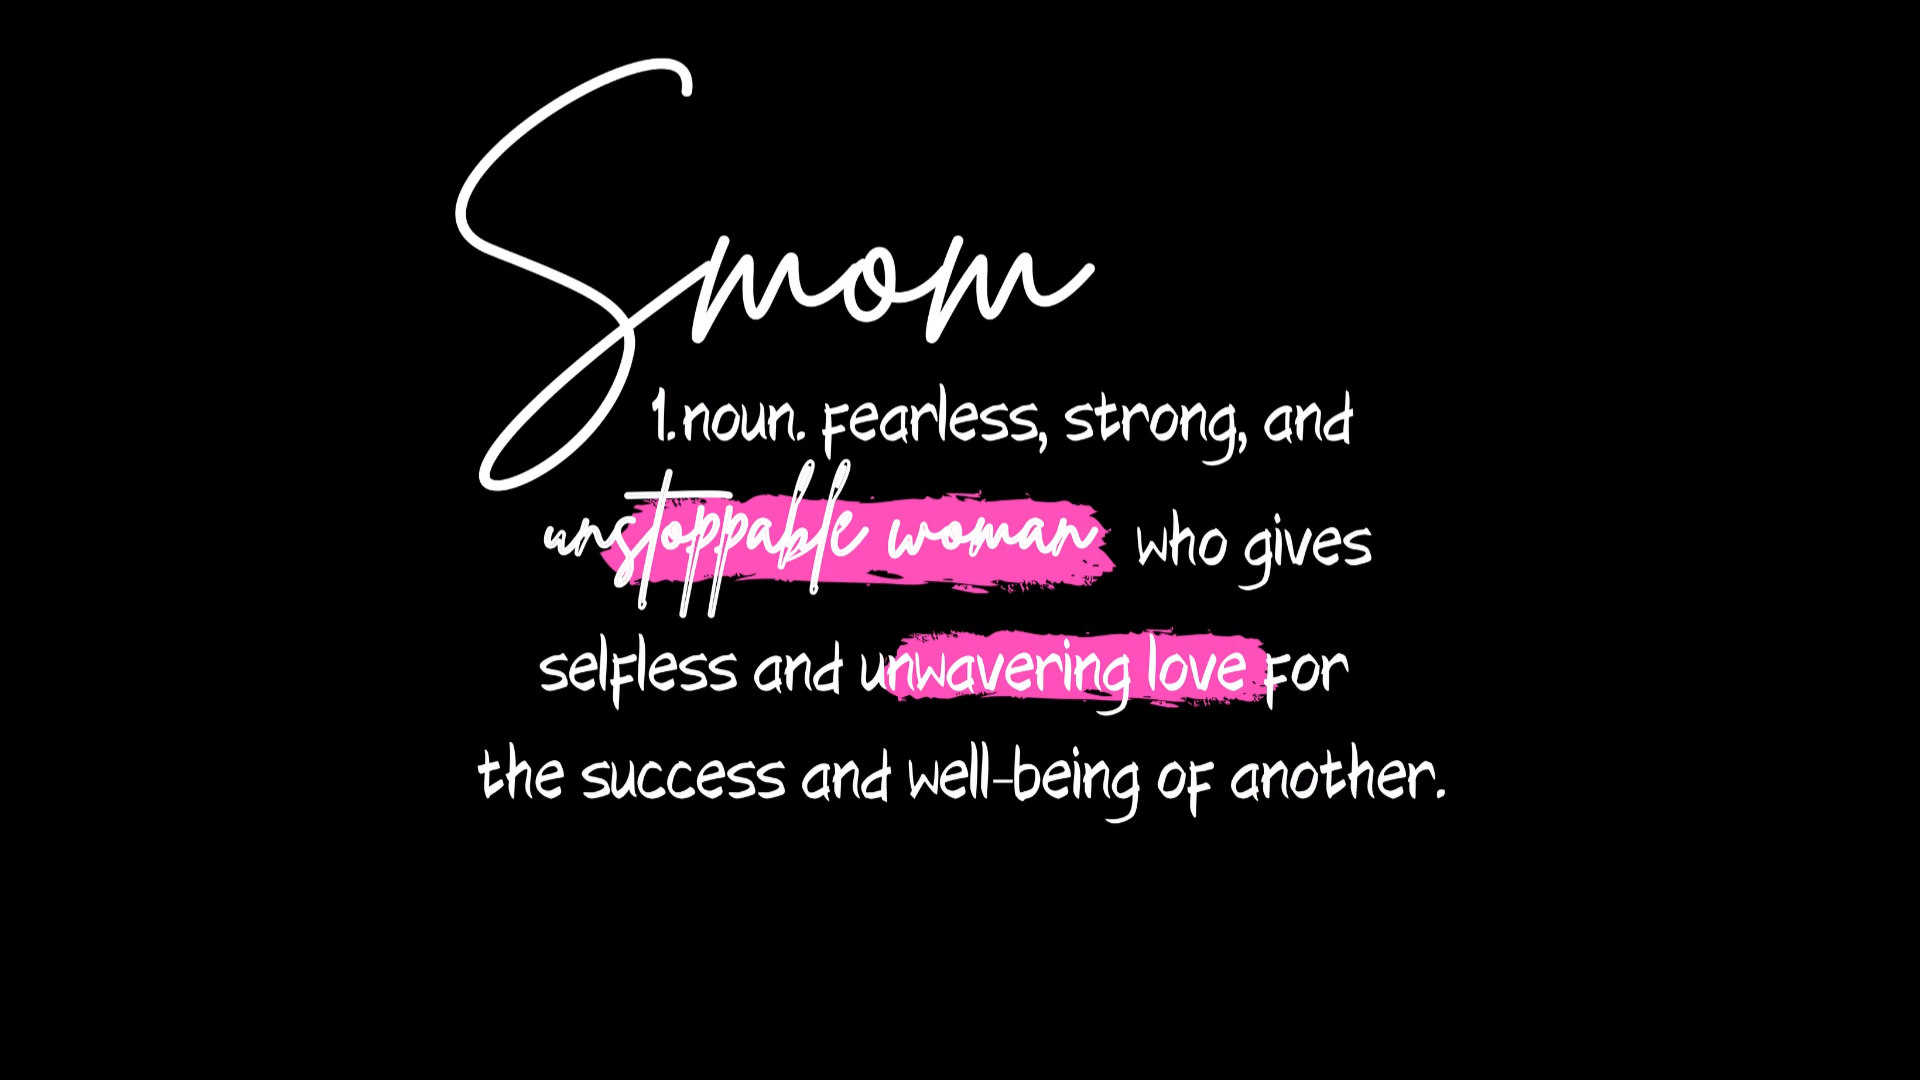 Smom
1. noun. fearless, strong, and
unstoppable woman who gives
selfless and unwavering love for
the success and well-being of another.